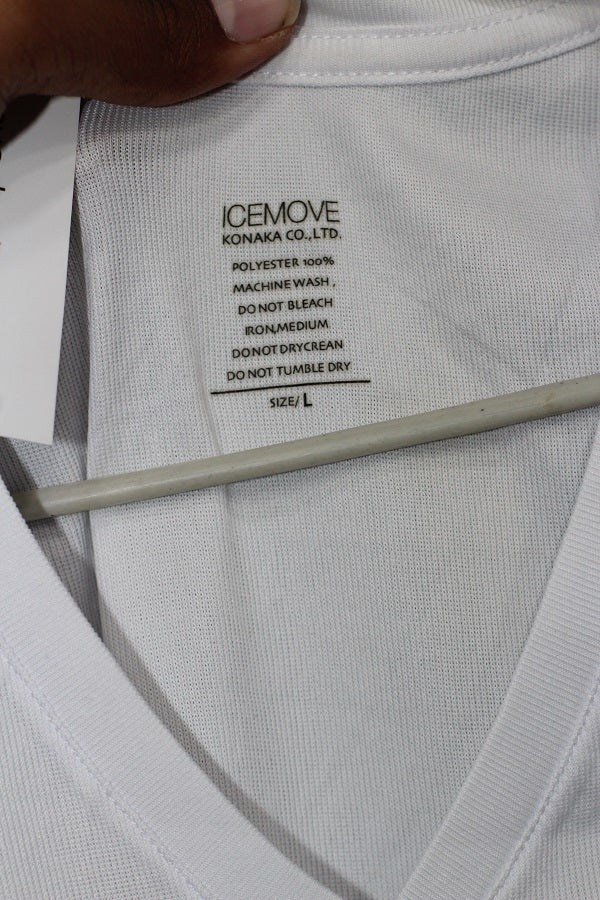 ICEMOVE
KONAKA CO.,LTD.
POLYESTER 100%
MACHINE WASH ,
DO NOT BLEACH
IRON,MEDIUM
DO NOT DRYCREAN
DO NOT TUMBLE DRY
SIZE/L